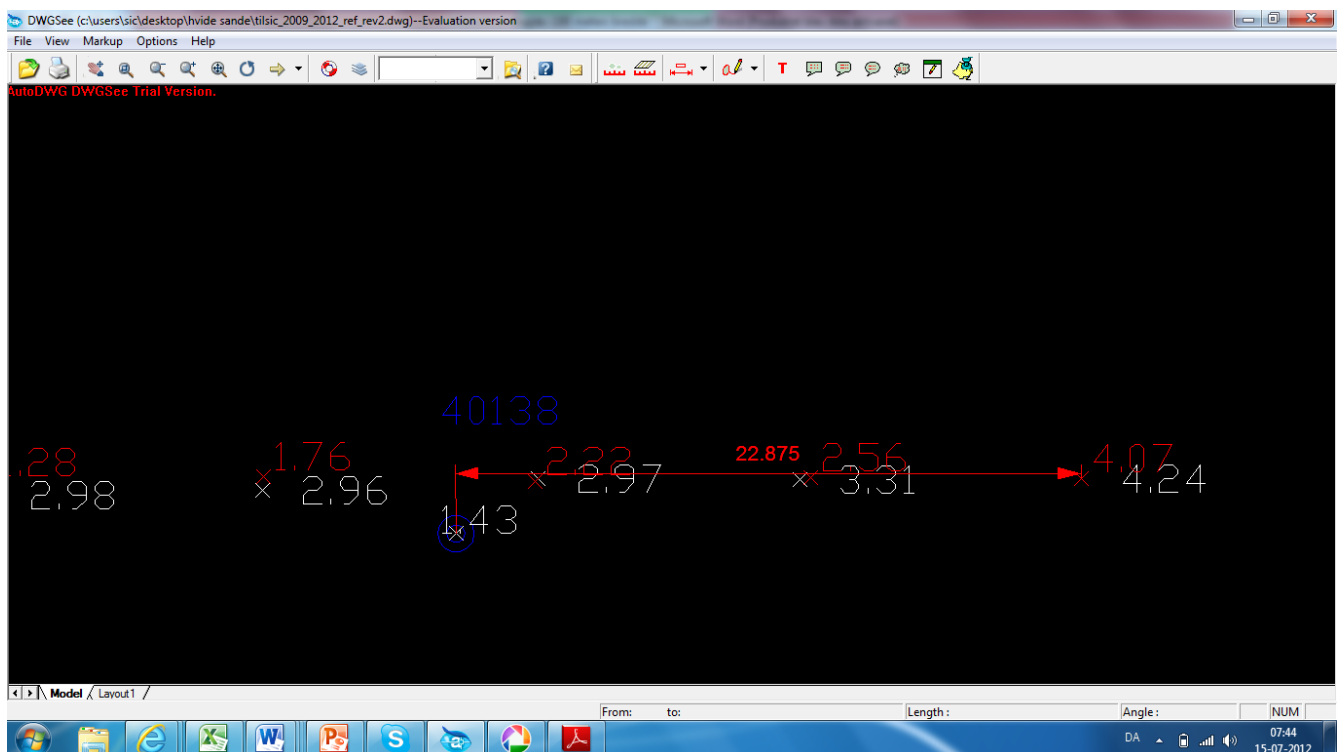 DWGSee (c:\users\sic\desktop\hvide sande\tilsic_2009_2012_ref_rev2.dwg)--Evaluation version
File View Markup Options Help
T
AutoDWG DWGSee Trial Version.
40138
.28 1.76 2.22 22.875 2.56 4.07
2.98 2.96 2.97 3.31 4.24
1.43
Model Layout1
From: to: Length : Angle : NUM
DA 07:44
15-07-2012